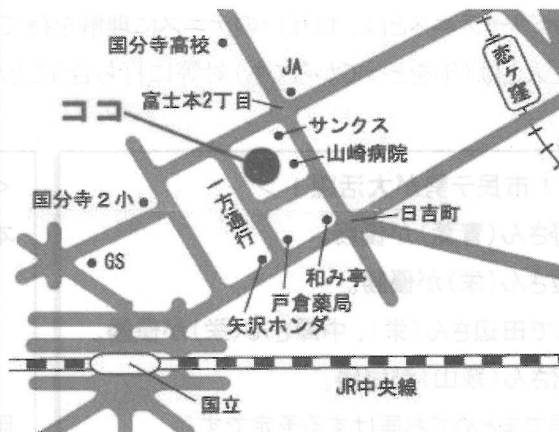 国分寺高校
JA
恋ヶ窪
富士本2丁目
ココ
サンクス
山崎病院
国分寺2小
一方通行
日吉町
GS
和み亭
戸倉薬局
矢沢ホンダ
JR中央線
国立